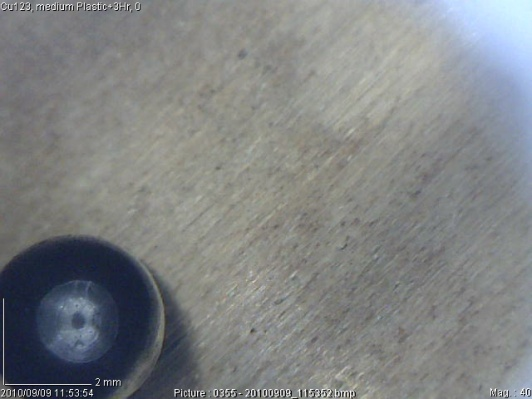 Cu123, medium Plastic+3Hr, 0
2 mm
2010/09/09 11:53:54 Picture : 0355 - 20100909_115352.bmp Mag. : 40